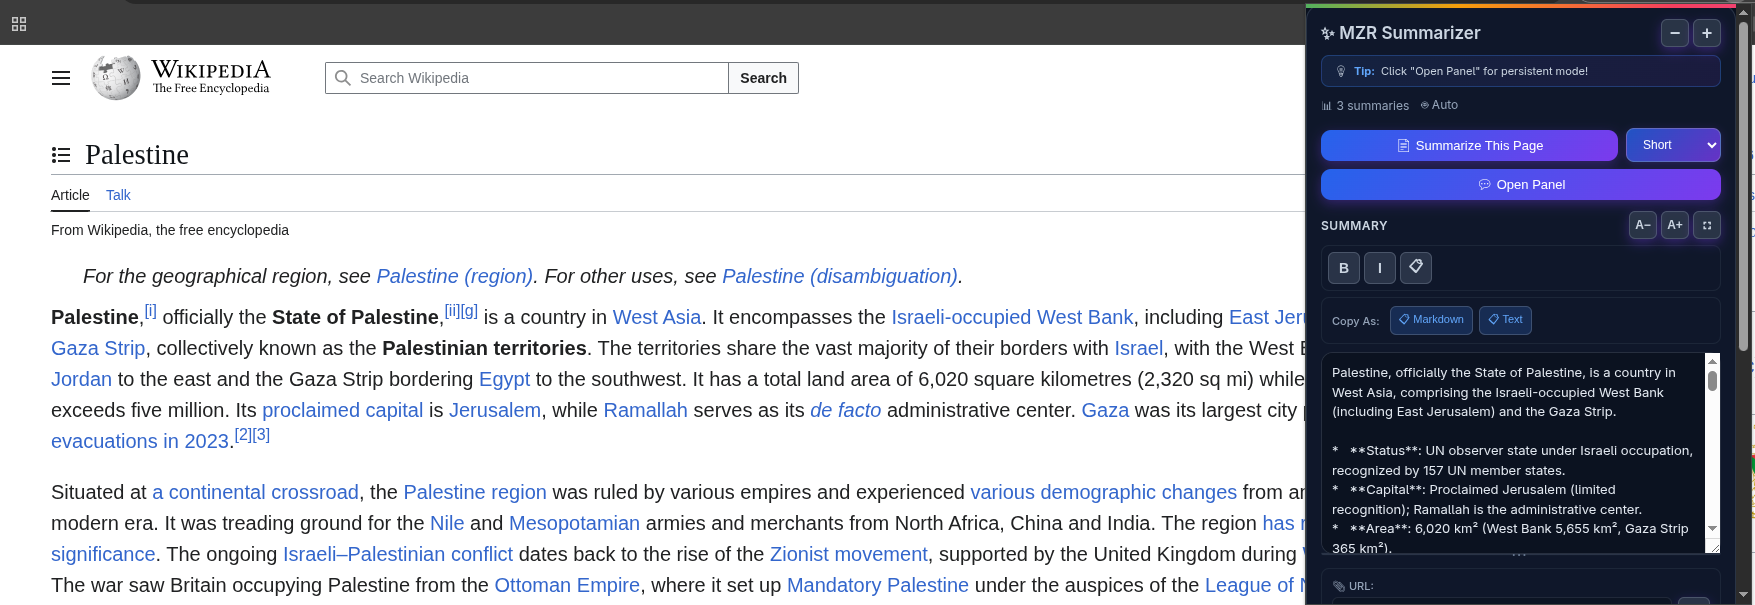 WIKIPEDIA
The Free Encyclopedia
Search Wikipedia
Search
Palestine
Article Talk
From Wikipedia, the free encyclopedia
For the geographical region, see Palestine (region). For other uses, see Palestine (disambiguation).
Palestine,[i] officially the State of Palestine,[ii][g] is a country in West Asia. It encompasses the Israeli-occupied West Bank, including East
Gaza Strip, collectively known as the Palestinian territories. The territories share the vast majority of their borders with Israel, with the West
Jordan to the east and the Gaza Strip bordering Egypt to the southwest. It has a total land area of 6,020 square kilometres (2,320 sq mi) while
exceeds five million. Its proclaimed capital is Jerusalem, while Ramallah serves as its de facto administrative center. Gaza was its largest city
evacuations in 2023.[2][3]
Situated at a continental crossroad, the Palestine region was ruled by various empires and experienced various demographic changes from
modern era. It was treading ground for the Nile and Mesopotamian armies and merchants from North Africa, China and India. The region has
significance. The ongoing Israeli–Palestinian conflict dates back to the rise of the Zionist movement, supported by the United Kingdom during
The war saw Britain occupying Palestine from the Ottoman Empire, where it set up Mandatory Palestine under the auspices of the League of
✨ MZR Summarizer
− +
Tip: Click "Open Panel" for persistent mode!
3 summaries Auto
Summarize This Page
Short
Open Panel
SUMMARY
A− A+
B I
Copy As: Markdown Text
Palestine, officially the State of Palestine, is a country in
West Asia, comprising the Israeli-occupied West Bank
(including East Jerusalem) and the Gaza Strip.
* **Status**: UN observer state under Israeli occupation,
recognized by 157 UN member states.
* **Capital**: Proclaimed Jerusalem (limited
recognition); Ramallah is the administrative center.
* **Area**: 6,020 km² (West Bank 5,655 km², Gaza Strip
365 km²).
URL: